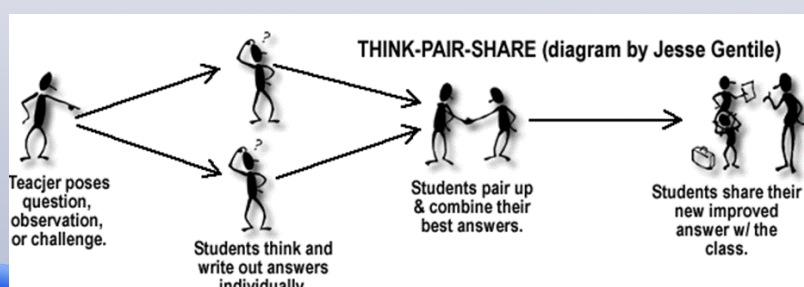 THINK-PAIR-SHARE (diagram by Jesse Gentile)
?
?
Teacjer poses
question,
observation,
or challenge.
Students think and
write out answers
individually
Students pair up
& combine their
best answers.
Students share their
new improved
answer w/ the
class.